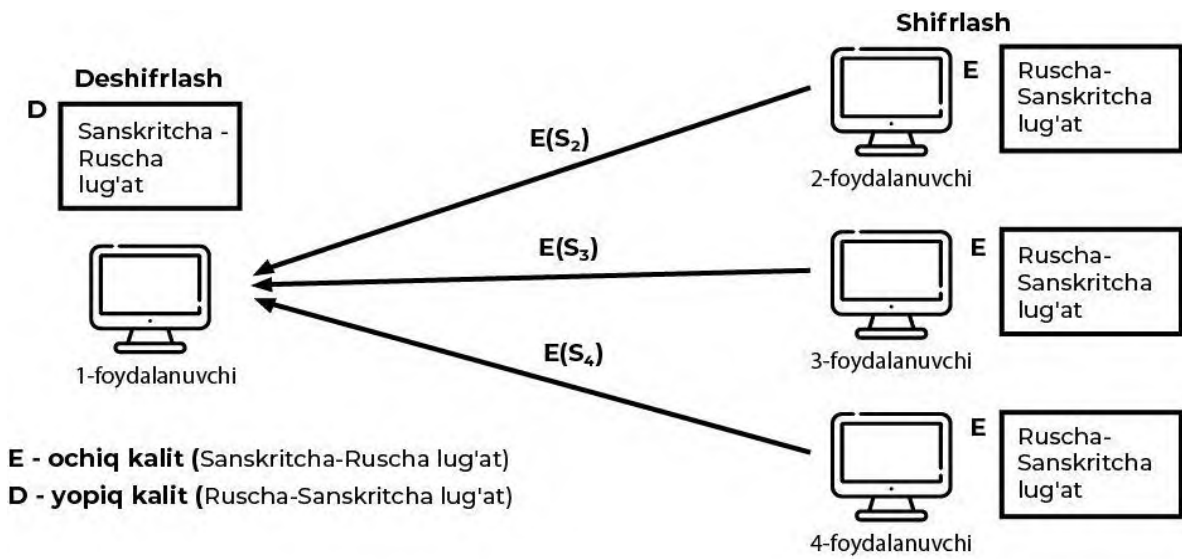 Deshifrlash
D
Sanskritcha -
Ruscha
lug'at
1-foydalanuvchi
E(S₂)
E(S₃)
E(S₄)
Shifrlash
E
Ruscha-
Sanskritcha
lug'at
2-foydalanuvchi
E
Ruscha-
Sanskritcha
lug'at
3-foydalanuvchi
E
Ruscha-
Sanskritcha
lug'at
4-foydalanuvchi
E - ochiq kalit (Sanskritcha-Ruscha lug'at)
D - yopiq kalit (Ruscha-Sanskritcha lug'at)